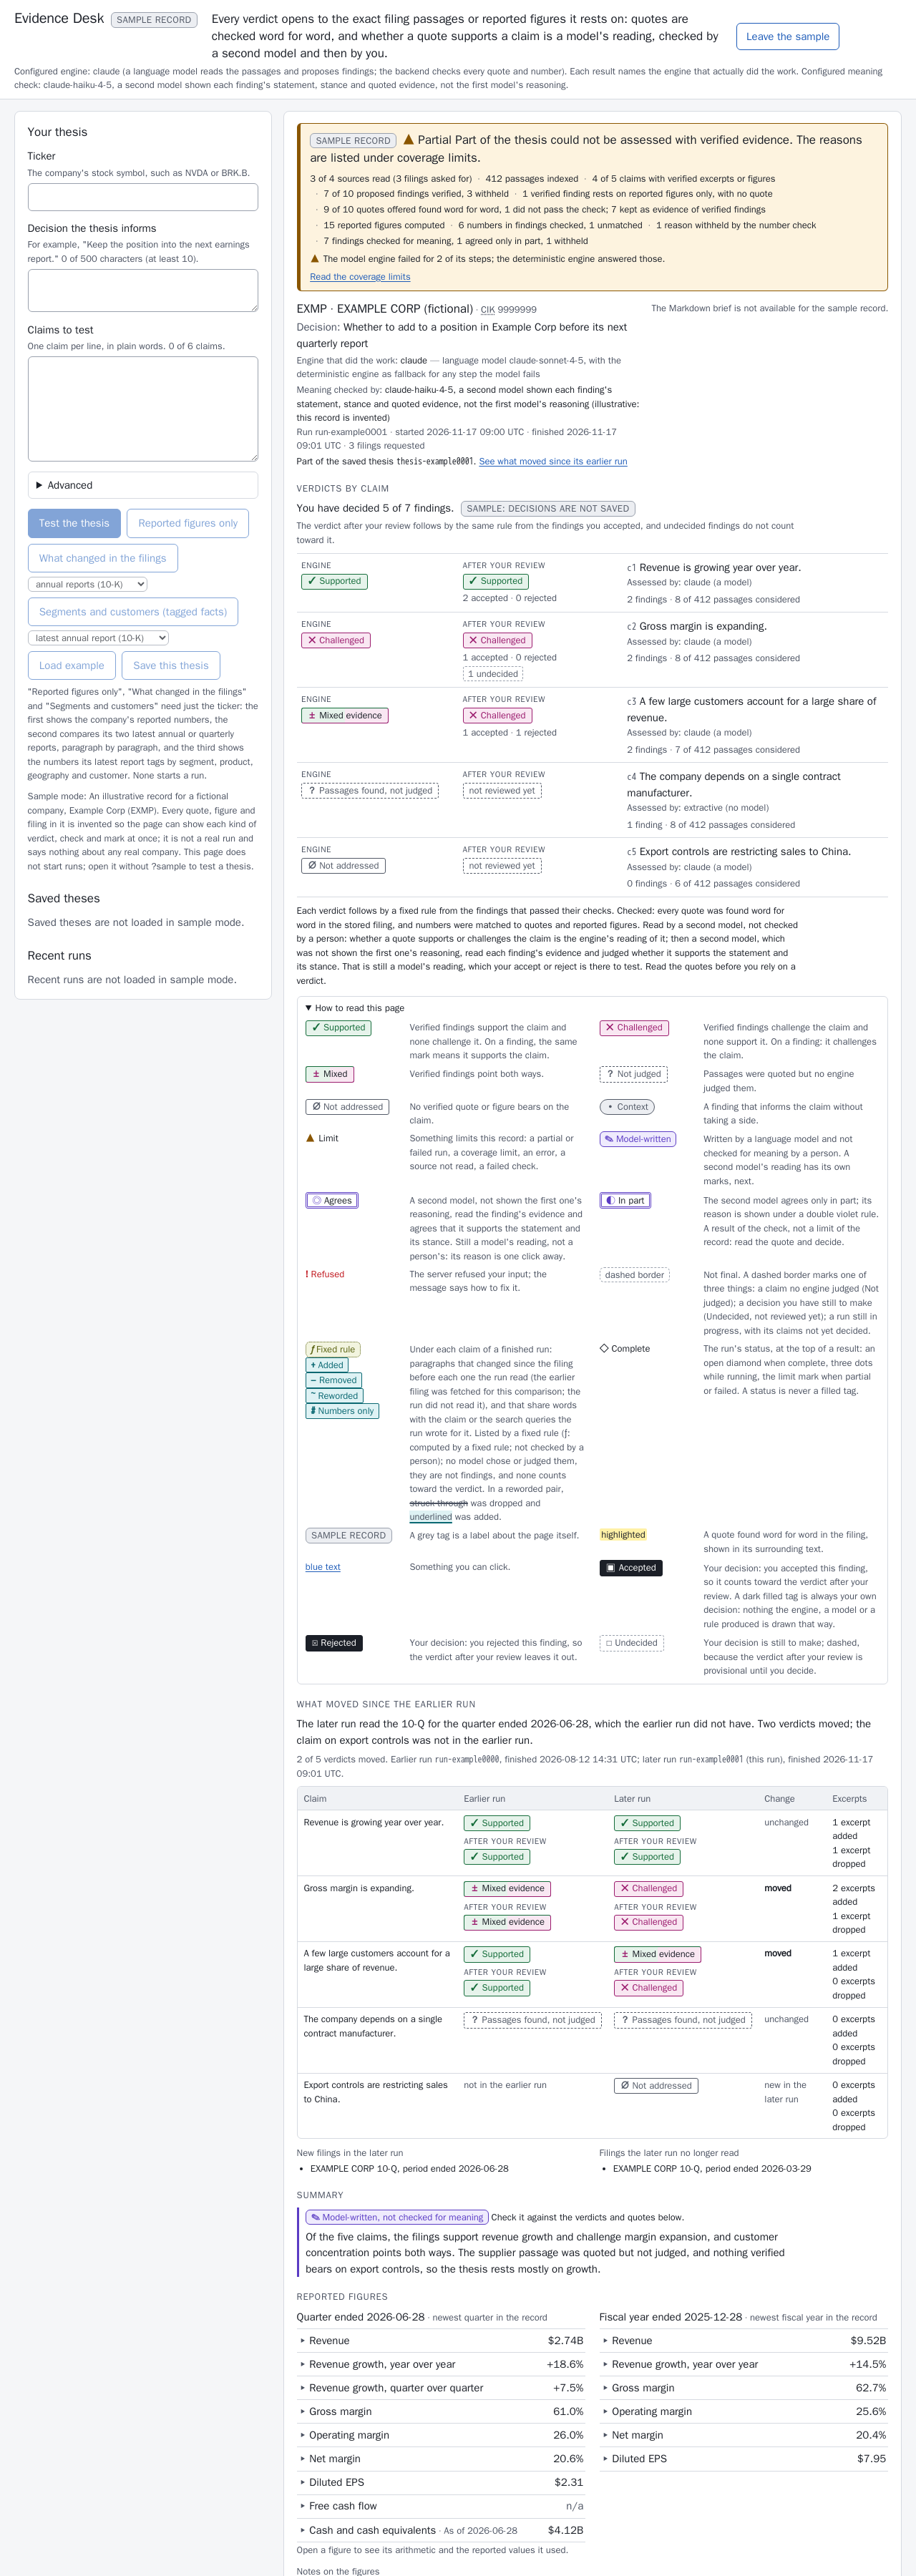 Evidence Desk SAMPLE RECORD
Every verdict opens to the exact filing passages or reported figures it rests on: quotes are
checked word for word, and whether a quote supports a claim is a model's reading, checked by
a second model and then by you.
Leave the sample
Configured engine: claude (a language model reads the passages and proposes findings; the backend checks every quote and number). Each result names the engine that actually did the work. Configured meaning
check: claude-haiku-4-5, a second model shown each finding's statement, stance and quoted evidence, not the first model's reasoning.
Your thesis
Ticker
The company's stock symbol, such as NVDA or BRK.B.
Decision the thesis informs
For example, "Keep the position into the next earnings
report." 0 of 500 characters (at least 10).
Claims to test
One claim per line, in plain words. 0 of 6 claims.
▶ Advanced
Test the thesis
Reported figures only
What changed in the filings
annual reports (10-K)
Segments and customers (tagged facts)
latest annual report (10-K)
Load example
Save this thesis
"Reported figures only", "What changed in the filings"
and "Segments and customers" need just the ticker: the
first shows the company's reported numbers, the
second compares its two latest annual or quarterly
reports, paragraph by paragraph, and the third shows
the numbers its latest report tags by segment, product,
geography and customer. None starts a run.
Sample mode: An illustrative record for a fictional
company, Example Corp (EXMP). Every quote, figure and
filing in it is invented so the page can show each kind of
verdict, check and mark at once; it is not a real run and
says nothing about any real company. This page does
not start runs; open it without ?sample to test a thesis.
Saved theses
Saved theses are not loaded in sample mode.
Recent runs
Recent runs are not loaded in sample mode.
SAMPLE RECORD ▲ Partial Part of the thesis could not be assessed with verified evidence. The reasons
are listed under coverage limits.
3 of 4 sources read (3 filings asked for) · 412 passages indexed · 4 of 5 claims with verified excerpts or figures
· 7 of 10 proposed findings verified, 3 withheld · 1 verified finding rests on reported figures only, with no quote
· 9 of 10 quotes offered found word for word, 1 did not pass the check; 7 kept as evidence of verified findings
· 15 reported figures computed · 6 numbers in findings checked, 1 unmatched · 1 reason withheld by the number check
· 7 findings checked for meaning, 1 agreed only in part, 1 withheld
▲ The model engine failed for 2 of its steps; the deterministic engine answered those.
Read the coverage limits
EXMP · EXAMPLE CORP (fictional) · CIK 9999999
The Markdown brief is not available for the sample record.
Decision: Whether to add to a position in Example Corp before its next
quarterly report
Engine that did the work: claude — language model claude-sonnet-4-5, with the
deterministic engine as fallback for any step the model fails
Meaning checked by: claude-haiku-4-5, a second model shown each finding's
statement, stance and quoted evidence, not the first model's reasoning (illustrative:
this record is invented)
Run run-example0001 · started 2026-11-17 09:00 UTC · finished 2026-11-17
09:01 UTC · 3 filings requested
Part of the saved thesis thesis-example0001. See what moved since its earlier run
VERDICTS BY CLAIM
You have decided 5 of 7 findings. SAMPLE: DECISIONS ARE NOT SAVED
The verdict after your review follows by the same rule from the findings you accepted, and undecided findings do not count
toward it.
ENGINE
✓ Supported
AFTER YOUR REVIEW
✓ Supported
2 accepted · 0 rejected
c1 Revenue is growing year over year.
Assessed by: claude (a model)
2 findings · 8 of 412 passages considered
ENGINE
✕ Challenged
AFTER YOUR REVIEW
✕ Challenged
1 accepted · 0 rejected
1 undecided
c2 Gross margin is expanding.
Assessed by: claude (a model)
2 findings · 8 of 412 passages considered
ENGINE
± Mixed evidence
AFTER YOUR REVIEW
✕ Challenged
1 accepted · 1 rejected
c3 A few large customers account for a large share of
revenue.
Assessed by: claude (a model)
2 findings · 7 of 412 passages considered
ENGINE
? Passages found, not judged
AFTER YOUR REVIEW
not reviewed yet
c4 The company depends on a single contract
manufacturer.
Assessed by: extractive (no model)
1 finding · 8 of 412 passages considered
ENGINE
Ø Not addressed
AFTER YOUR REVIEW
not reviewed yet
c5 Export controls are restricting sales to China.
Assessed by: claude (a model)
0 findings · 6 of 412 passages considered
Each verdict follows by a fixed rule from the findings that passed their checks. Checked: every quote was found word for
word in the stored filing, and numbers were matched to quotes and reported figures. Read by a second model, not checked
by a person: whether a quote supports or challenges the claim is the engine's reading of it; then a second model, which
was not shown the first one's reasoning, read each finding's evidence and judged whether it supports the statement and
its stance. That is still a model's reading, which your accept or reject is there to test. Read the quotes before you rely on a
verdict.
▼ How to read this page
✓ Supported
Verified findings support the claim and
none challenge it. On a finding, the same
mark means it supports the claim.
✕ Challenged
Verified findings challenge the claim and
none support it. On a finding: it challenges
the claim.
± Mixed
Verified findings point both ways.
? Not judged
Passages were quoted but no engine
judged them.
Ø Not addressed
No verified quote or figure bears on the
claim.
• Context
A finding that informs the claim without
taking a side.
▲ Limit
Something limits this record: a partial or
failed run, a coverage limit, an error, a
source not read, a failed check.
✎ Model-written
Written by a language model and not
checked for meaning by a person. A
second model's reading has its own
marks, next.
◎ Agrees
A second model, not shown the first one's
reasoning, read the finding's evidence and
agrees that it supports the statement and
its stance. Still a model's reading, not a
person's: its reason is one click away.
◐ In part
The second model agrees only in part; its
reason is shown under a double violet rule.
A result of the check, not a limit of the
record: read the quote and decide.
! Refused
The server refused your input; the
message says how to fix it.
dashed border
Not final. A dashed border marks one of
three things: a claim no engine judged (Not
judged); a decision you have still to make
(Undecided, not reviewed yet); a run still in
progress, with its claims not yet decided.
ƒ Fixed rule
+ Added
− Removed
~ Reworded
# Numbers only
Under each claim of a finished run:
paragraphs that changed since the filing
before each one the run read (the earlier
filing was fetched for this comparison; the
run did not read it), and that share words
with the claim or the search queries the
run wrote for it. Listed by a fixed rule (ƒ:
computed by a fixed rule; not checked by a
person); no model chose or judged them,
they are not findings, and none counts
toward the verdict. In a reworded pair,
struck through was dropped and
underlined was added.
◇ Complete
The run's status, at the top of a result: an
open diamond when complete, three dots
while running, the limit mark when partial
or failed. A status is never a filled tag.
SAMPLE RECORD
A grey tag is a label about the page itself.
highlighted
A quote found word for word in the filing,
shown in its surrounding text.
blue text
Something you can click.
▣ Accepted
Your decision: you accepted this finding,
so it counts toward the verdict after your
review. A dark filled tag is always your own
decision: nothing the engine, a model or a
rule produced is drawn that way.
☒ Rejected
Your decision: you rejected this finding, so
the verdict after your review leaves it out.
□ Undecided
Your decision is still to make; dashed,
because the verdict after your review is
provisional until you decide.
WHAT MOVED SINCE THE EARLIER RUN
The later run read the 10-Q for the quarter ended 2026-06-28, which the earlier run did not have. Two verdicts moved; the
claim on export controls was not in the earlier run.
2 of 5 verdicts moved. Earlier run run-example0000, finished 2026-08-12 14:31 UTC; later run run-example0001 (this run), finished 2026-11-17
09:01 UTC.
Claim Earlier run Later run Change Excerpts
Revenue is growing year over year.
✓ Supported
AFTER YOUR REVIEW
✓ Supported
✓ Supported
AFTER YOUR REVIEW
✓ Supported
unchanged
1 excerpt
added
1 excerpt
dropped
Gross margin is expanding.
± Mixed evidence
AFTER YOUR REVIEW
± Mixed evidence
✕ Challenged
AFTER YOUR REVIEW
✕ Challenged
moved
2 excerpts
added
1 excerpt
dropped
A few large customers account for a
large share of revenue.
✓ Supported
AFTER YOUR REVIEW
✓ Supported
± Mixed evidence
AFTER YOUR REVIEW
✕ Challenged
moved
1 excerpt
added
0 excerpts
dropped
The company depends on a single
contract manufacturer.
? Passages found, not judged
? Passages found, not judged
unchanged
0 excerpts
added
0 excerpts
dropped
Export controls are restricting sales
to China.
not in the earlier run
Ø Not addressed
new in the
later run
0 excerpts
added
0 excerpts
dropped
New filings in the later run
• EXAMPLE CORP 10-Q, period ended 2026-06-28
Filings the later run no longer read
• EXAMPLE CORP 10-Q, period ended 2026-03-29
SUMMARY
✎ Model-written, not checked for meaning Check it against the verdicts and quotes below.
Of the five claims, the filings support revenue growth and challenge margin expansion, and customer
concentration points both ways. The supplier passage was quoted but not judged, and nothing verified
bears on export controls, so the thesis rests mostly on growth.
REPORTED FIGURES
Quarter ended 2026-06-28 · newest quarter in the record
▸ Revenue $2.74B
▸ Revenue growth, year over year +18.6%
▸ Revenue growth, quarter over quarter +7.5%
▸ Gross margin 61.0%
▸ Operating margin 26.0%
▸ Net margin 20.6%
▸ Diluted EPS $2.31
▸ Free cash flow n/a
▸ Cash and cash equivalents · As of 2026-06-28 $4.12B
Fiscal year ended 2025-12-28 · newest fiscal year in the record
▸ Revenue $9.52B
▸ Revenue growth, year over year +14.5%
▸ Gross margin 62.7%
▸ Operating margin 25.6%
▸ Net margin 20.4%
▸ Diluted EPS $7.95
Open a figure to see its arithmetic and the reported values it used.
Notes on the figures